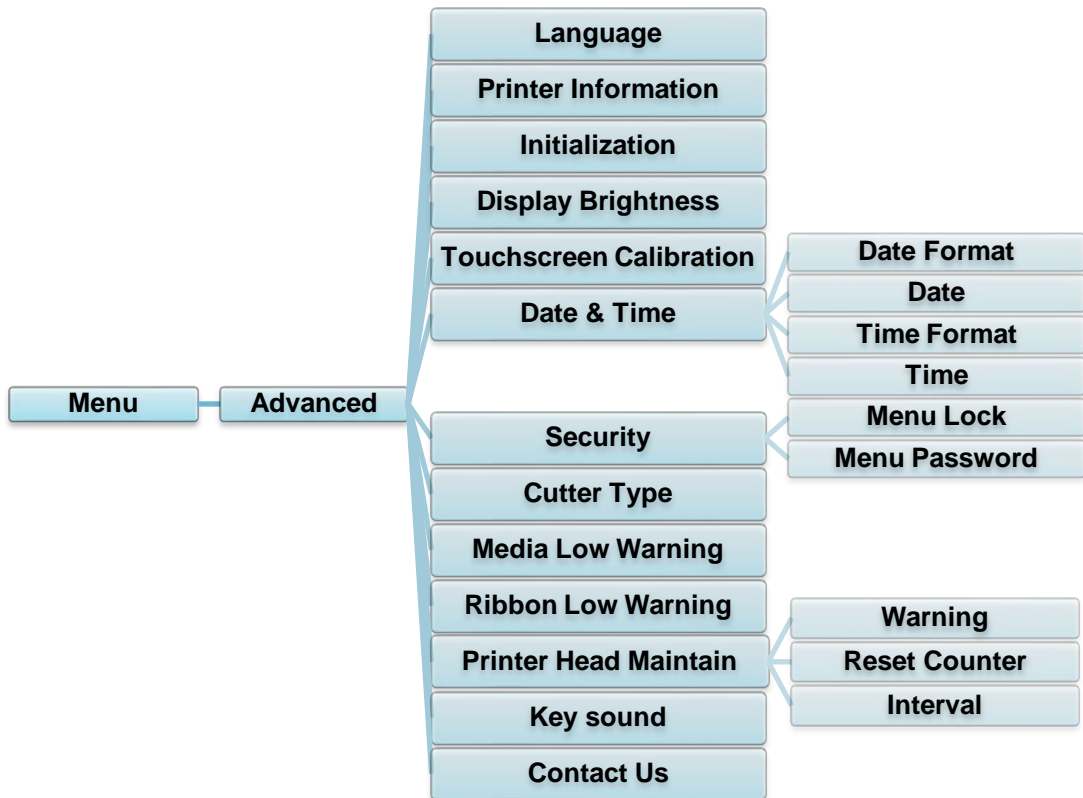 Menu
Advanced
Language
Printer Information
Initialization
Display Brightness
Touchscreen Calibration
Date & Time
Date Format
Date
Time Format
Time
Security
Menu Lock
Menu Password
Cutter Type
Media Low Warning
Ribbon Low Warning
Printer Head Maintain
Warning
Reset Counter
Interval
Key sound
Contact Us